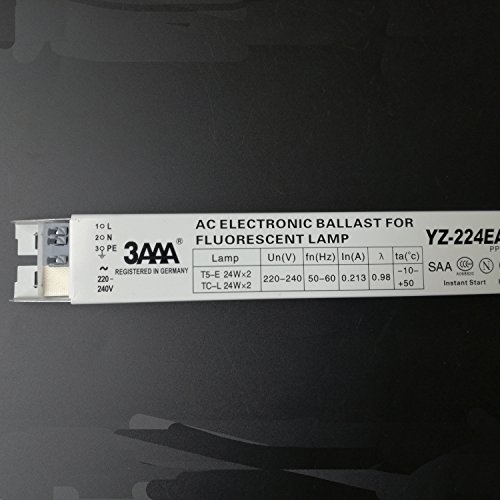 1 L
2 N
3 PE
~
220-
240V
3AAA®
REGISTERED IN GERMANY
AC ELECTRONIC BALLAST FOR
FLUORESCENT LAMP
Lamp Un(V) fn(Hz) In(A) λ ta(°c)
T5-E 24W×2 220-240 50-60 0.213 0.98 -10-
TC-L 24W×2 +50
YZ-224EA
PP
SAA
Instant Start